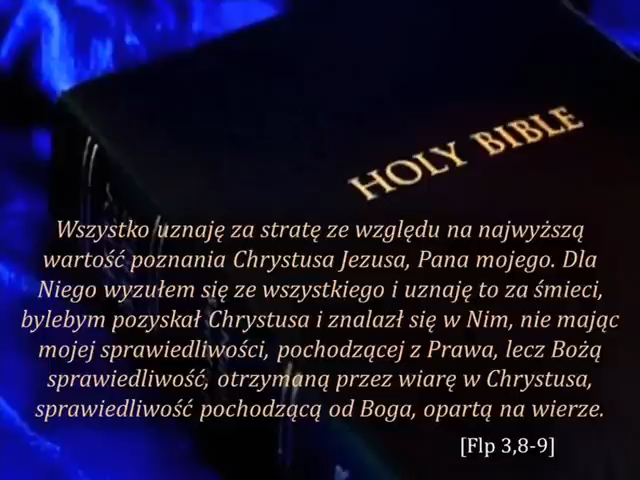 HOLY BIBLE
Wszystko uznaję za stratę ze względu na najwyższą
wartość poznania Chrystusa Jezusa, Pana mojego. Dla
Niego wyzułem się ze wszystkiego i uznaję to za śmieci,
bylebym pozyskał Chrystusa i znalazł się w Nim, nie mając
mojej sprawiedliwości, pochodzącej z Prawa, lecz Bożą
sprawiedliwość, otrzymaną przez wiarę w Chrystusa,
sprawiedliwość pochodzącą od Boga, opartą na wierze.
[Flp 3,8-9]